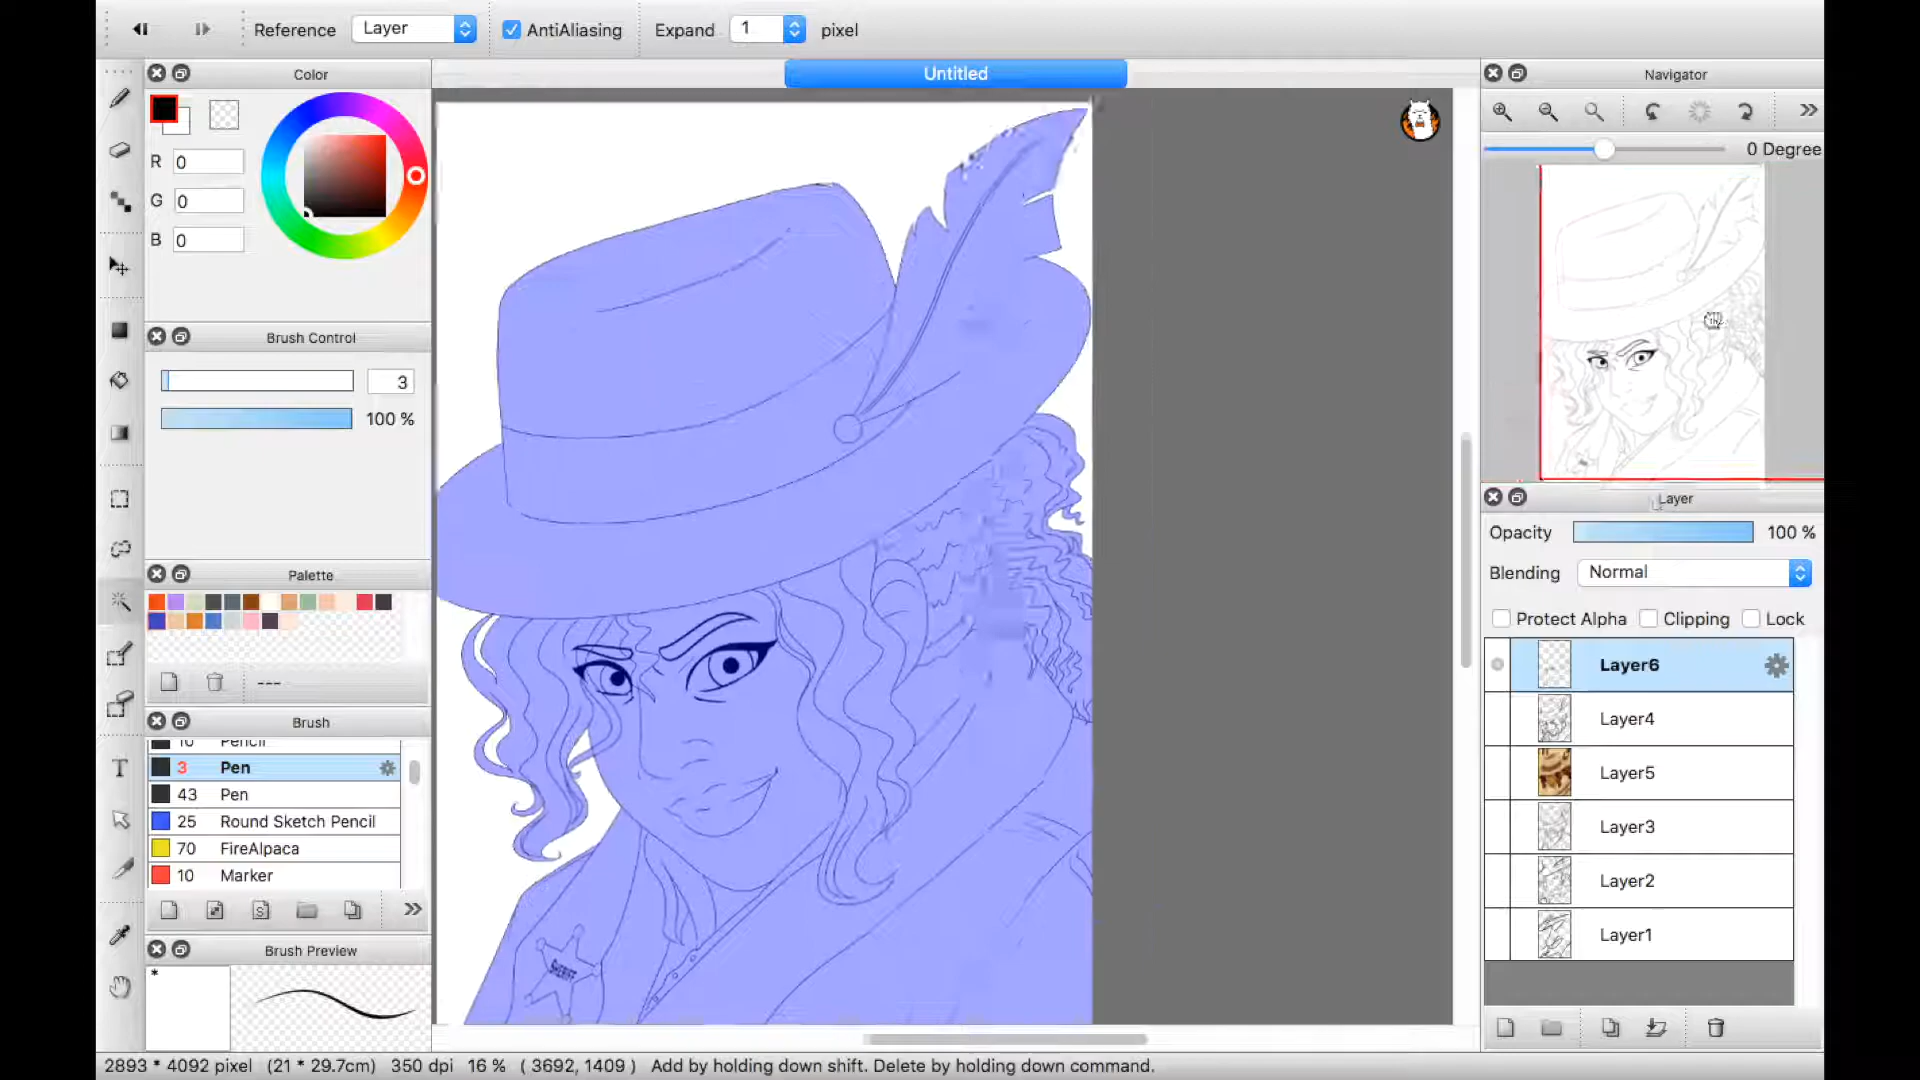 Reference Layer AntiAliasing Expand 1 pixel
Color
Untitled
Navigator
R 0
G 0
B 0
0 Degree
Brush Control
3
100 %
Palette
---
Brush
Pencil
3 Pen
43 Pen
25 Round Sketch Pencil
70 FireAlpaca
10 Marker
Brush Preview
*
SHERIFF
Layer
Opacity 100 %
Blending Normal
Protect Alpha Clipping Lock
Layer6
Layer4
Layer5
Layer3
Layer2
Layer1
2893 * 4092 pixel (21 * 29.7cm) 350 dpi 16 % ( 3692, 1409 ) Add by holding down shift. Delete by holding down command.